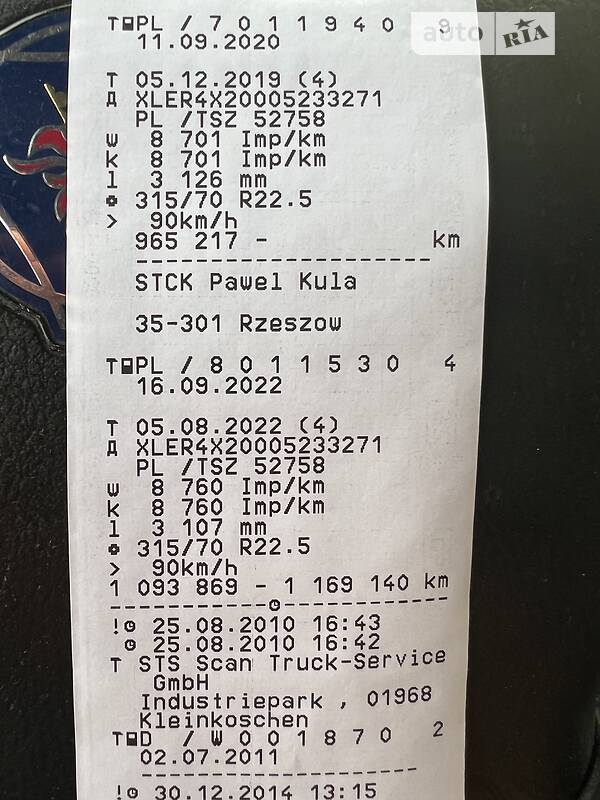 T PL / 7 0 1 1 9 4 0 9
auto RIA
11.09.2020
T 05.12.2019 (4)
A XLER4X20005233271
PL /TSZ 52758
w 8 701 Imp/km
k 8 701 Imp/km
l 3 126 mm
315/70 R22.5
> 90km/h
965 217 - km
--------------------
STCK Pawel Kula
35-301 Rzeszow
T PL / 8 0 1 1 5 3 0 4
16.09.2022
T 05.08.2022 (4)
A XLER4X20005233271
PL /TSZ 52758
w 8 760 Imp/km
k 8 760 Imp/km
l 3 107 mm
315/70 R22.5
> 90km/h
1 093 869 - 1 169 140 km
! 25.08.2010 16:43
25.08.2010 16:42
T STS Scan Truck-Service
GmbH
Industriepark , 01968
Kleinkoschen
T D / W 0 0 1 8 7 0 2
02.07.2011
--------------------
! 30.12.2014 13:15